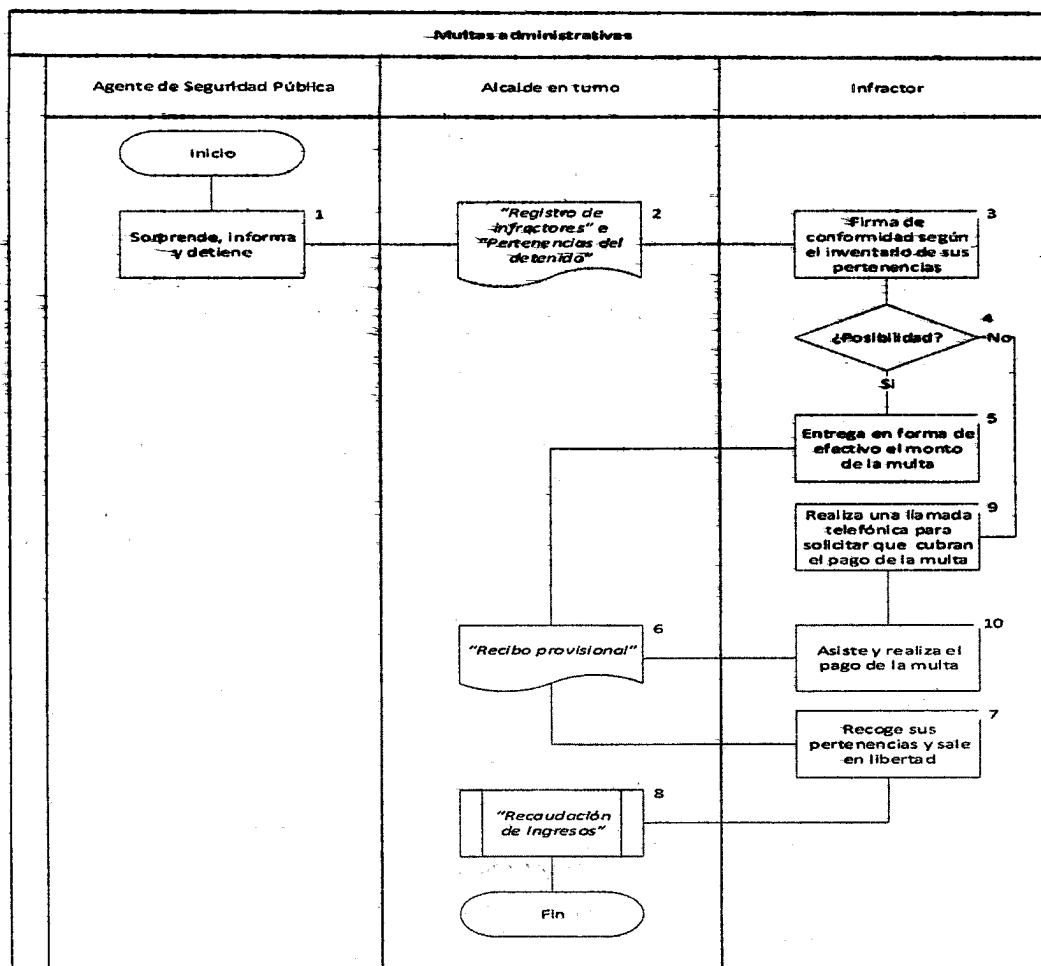 Multas administrativas
Agente de Seguridad Pública
Alcalde en turno
Infractor
Inicio
1
Sorprende, informa
y detiene
2
"Registro de
infractores" e
"Pertenencias del
detenido"
3
Firma de
conformidad según
el inventario de sus
pertenencias
4
¿Posibilidad?
No
Si
5
Entrega en forma de
efectivo el monto
de la multa
9
Realiza una llamada
telefónica para
solicitar que cubran
el pago de la multa
6
"Recibo provisional"
10
Asiste y realiza el
pago de la multa
7
Recoge sus
pertenencias y sale
en libertad
8
"Recaudación
de ingresos"
Fin